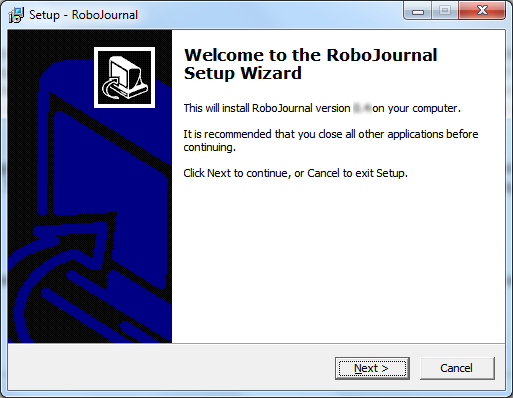 Setup - RoboJournal
Welcome to the RoboJournal
Setup Wizard
This will install RoboJournal version on your computer.
It is recommended that you close all other applications before
continuing.
Click Next to continue, or Cancel to exit Setup.
Next >
Cancel